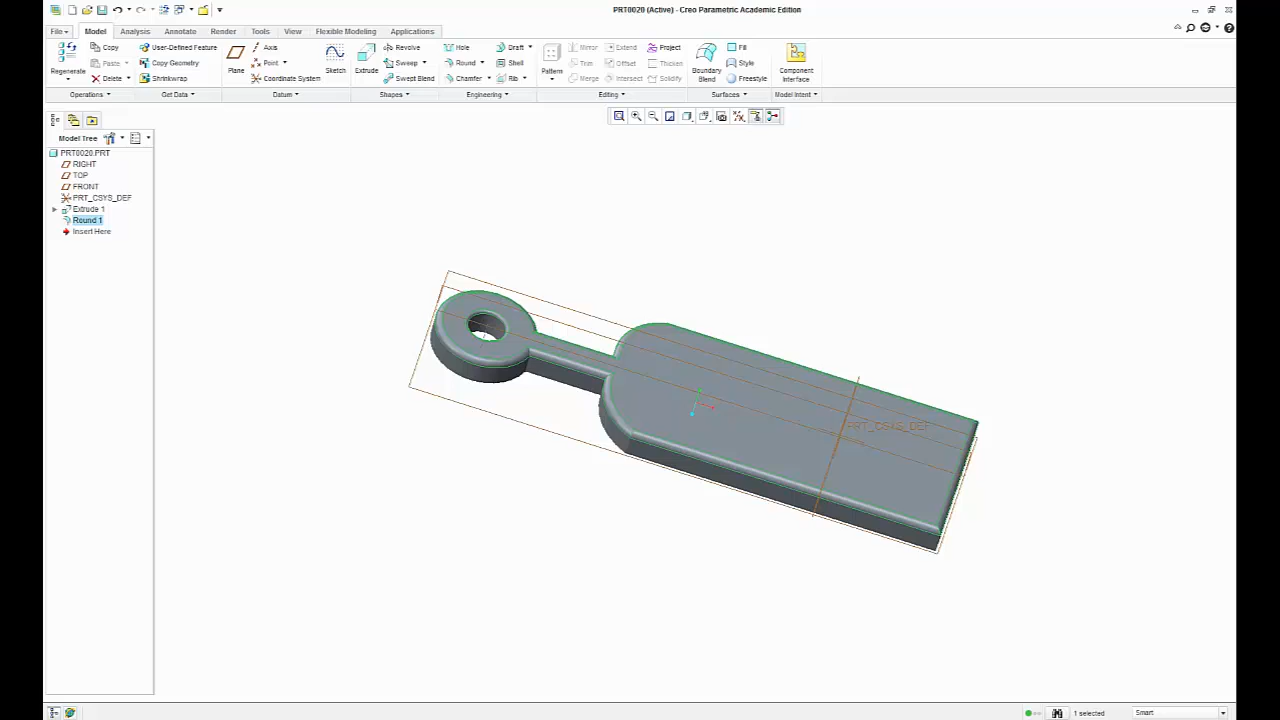 PRT0020 (Active) - Creo Parametric Academic Edition
File Model Analysis Annotate Render Tools View Flexible Modeling Applications
Copy User-Defined Feature Axis Revolve Hole Draft Mirror Extend Project Fill
Regenerate Paste Copy Geometry Plane Point Sketch Extrude Sweep Round Shell Pattern Trim Offset Thicken Boundary Blend Style Component Interface
Delete Shrinkwrap Coordinate System Swept Blend Chamfer Rib Merge Intersect Solidify Freestyle
Operations Get Data Datum Shapes Engineering Editing Surfaces Model Intent
Model Tree
PRT0020.PRT
RIGHT
TOP
FRONT
PRT_CSYS_DEF
Extrude 1
Round 1
Insert Here
PRT_CSYS_DEF
1 selected Smart